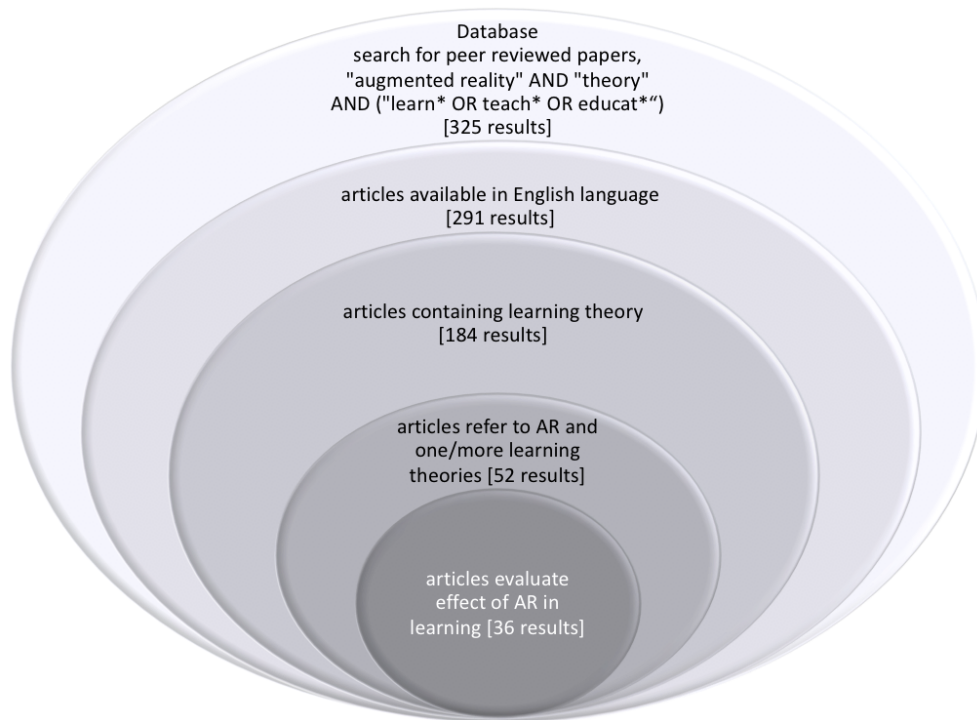 Database
search for peer reviewed papers,
"augmented reality" AND "theory"
AND ("learn* OR teach* OR educat*“)
[325 results]
articles available in English language
[291 results]
articles containing learning theory
[184 results]
articles refer to AR and
one/more learning
theories [52 results]
articles evaluate
effect of AR in
learning [36 results]